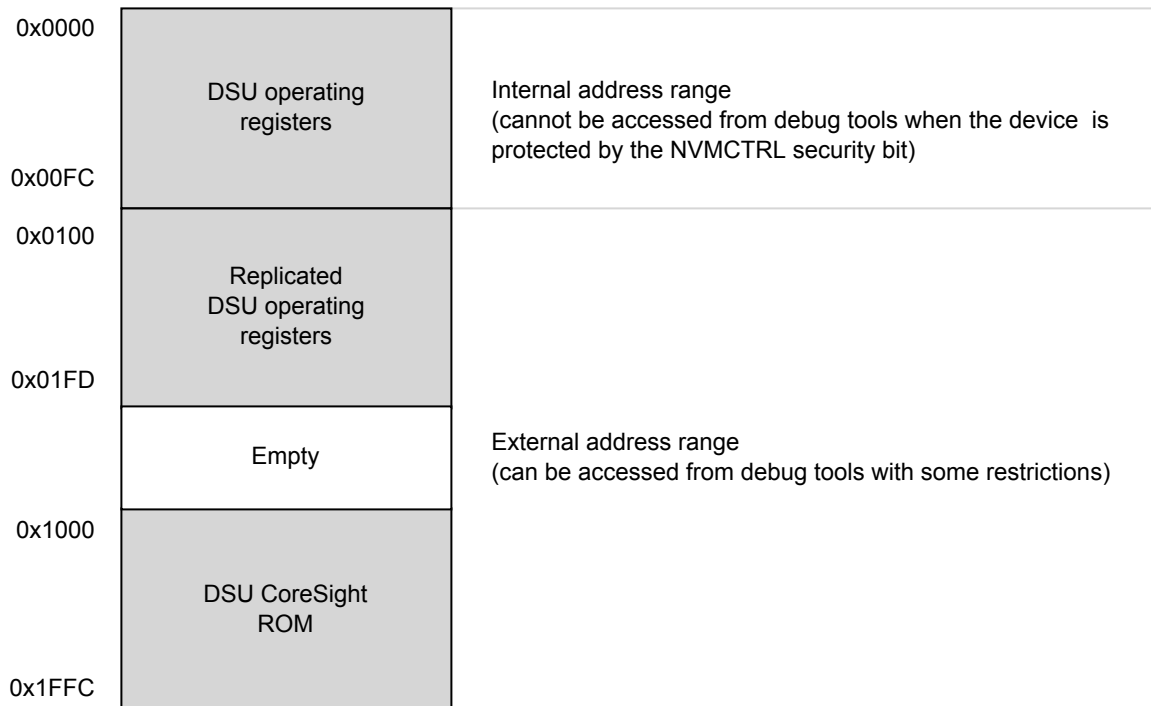 0x0000
DSU operating
registers
Internal address range
(cannot be accessed from debug tools when the device is
protected by the NVMCTRL security bit)
0x00FC
0x0100
Replicated
DSU operating
registers
0x01FD
Empty
External address range
(can be accessed from debug tools with some restrictions)
0x1000
DSU CoreSight
ROM
0x1FFC